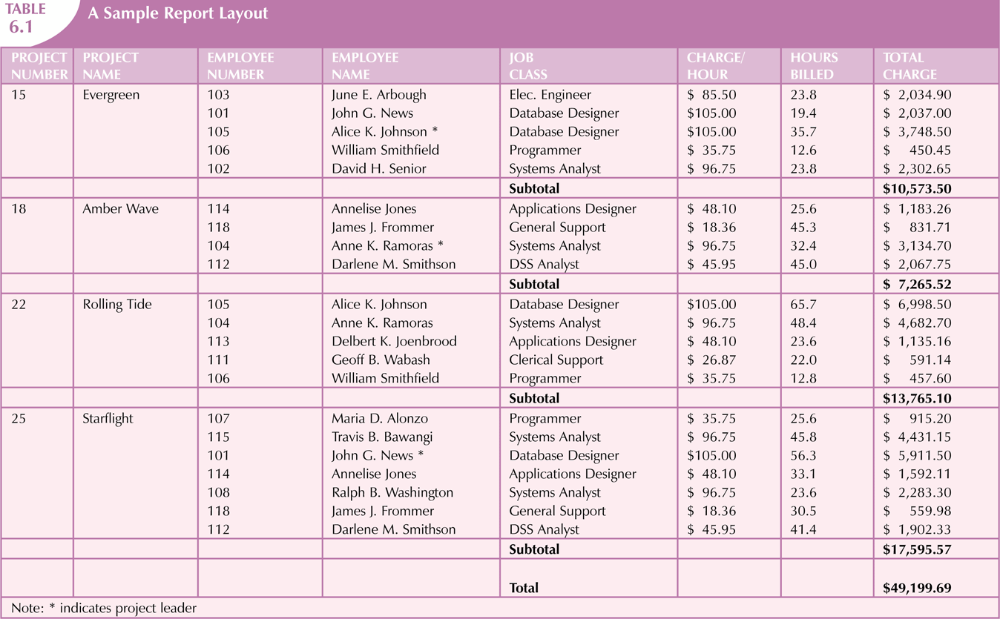 TABLE 6.1 A Sample Report Layout
PROJECT NUMBER PROJECT NAME EMPLOYEE NUMBER EMPLOYEE NAME JOB CLASS CHARGE/ HOUR HOURS BILLED TOTAL CHARGE
15 Evergreen 103 June E. Arbough Elec. Engineer $ 85.50 23.8 $ 2,034.90
101 John G. News Database Designer $105.00 19.4 $ 2,037.00
105 Alice K. Johnson * Database Designer $105.00 35.7 $ 3,748.50
106 William Smithfield Programmer $ 35.75 12.6 $ 450.45
102 David H. Senior Systems Analyst $ 96.75 23.8 $ 2,302.65
Subtotal $10,573.50
18 Amber Wave 114 Annelise Jones Applications Designer $ 48.10 25.6 $ 1,183.26
118 James J. Frommer General Support $ 18.36 45.3 $ 831.71
104 Anne K. Ramoras * Systems Analyst $ 96.75 32.4 $ 3,134.70
112 Darlene M. Smithson DSS Analyst $ 45.95 45.0 $ 2,067.75
Subtotal $ 7,265.52
22 Rolling Tide 105 Alice K. Johnson Database Designer $105.00 65.7 $ 6,998.50
104 Anne K. Ramoras Systems Analyst $ 96.75 48.4 $ 4,682.70
113 Delbert K. Joenbrood Applications Designer $ 48.10 23.6 $ 1,135.16
111 Geoff B. Wabash Clerical Support $ 26.87 22.0 $ 591.14
106 William Smithfield Programmer $ 35.75 12.8 $ 457.60
Subtotal $13,765.10
25 Starflight 107 Maria D. Alonzo Programmer $ 35.75 25.6 $ 915.20
115 Travis B. Bawangi Systems Analyst $ 96.75 45.8 $ 4,431.15
101 John G. News * Database Designer $105.00 56.3 $ 5,911.50
114 Annelise Jones Applications Designer $ 48.10 33.1 $ 1,592.11
108 Ralph B. Washington Systems Analyst $ 96.75 23.6 $ 2,283.30
118 James J. Frommer General Support $ 18.36 30.5 $ 559.98
112 Darlene M. Smithson DSS Analyst $ 45.95 41.4 $ 1,902.33
Subtotal $17,595.57
Total $49,199.69
Note: * indicates project leader